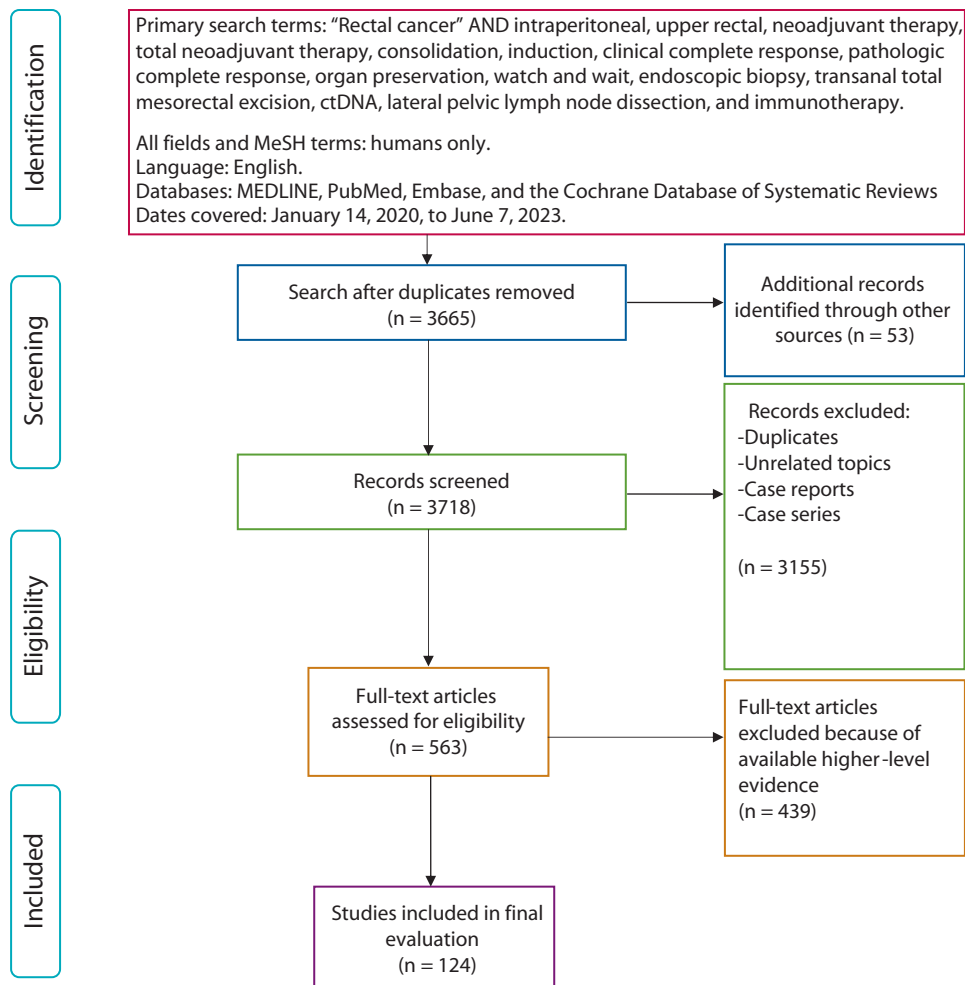 Identification
Primary search terms: “Rectal cancer” AND intraperitoneal, upper rectal, neoadjuvant therapy,
total neoadjuvant therapy, consolidation, induction, clinical complete response, pathologic
complete response, organ preservation, watch and wait, endoscopic biopsy, transanal total
mesorectal excision, ctDNA, lateral pelvic lymph node dissection, and immunotherapy.
All fields and MeSH terms: humans only.
Language: English.
Databases: MEDLINE, PubMed, Embase, and the Cochrane Database of Systematic Reviews
Dates covered: January 14, 2020, to June 7, 2023.
Screening
Search after duplicates removed
(n = 3665)
Additional records
identified through other
sources (n = 53)
Records screened
(n = 3718)
Records excluded:
-Duplicates
-Unrelated topics
-Case reports
-Case series
(n = 3155)
Eligibility
Full-text articles
assessed for eligibility
(n = 563)
Full-text articles
excluded because of
available higher-level
evidence
(n = 439)
Included
Studies included in final
evaluation
(n = 124)